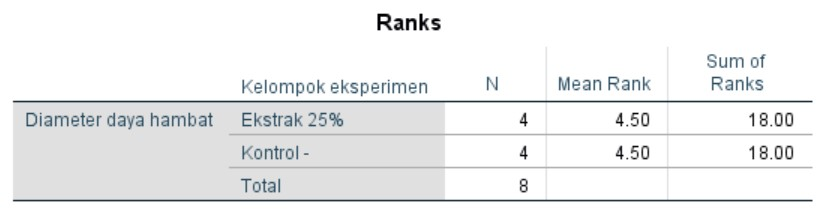 Ranks
Kelompok eksperimen N Mean Rank Sum of Ranks
Diameter daya hambat Ekstrak 25% 4 4.50 18.00
Kontrol - 4 4.50 18.00
Total 8